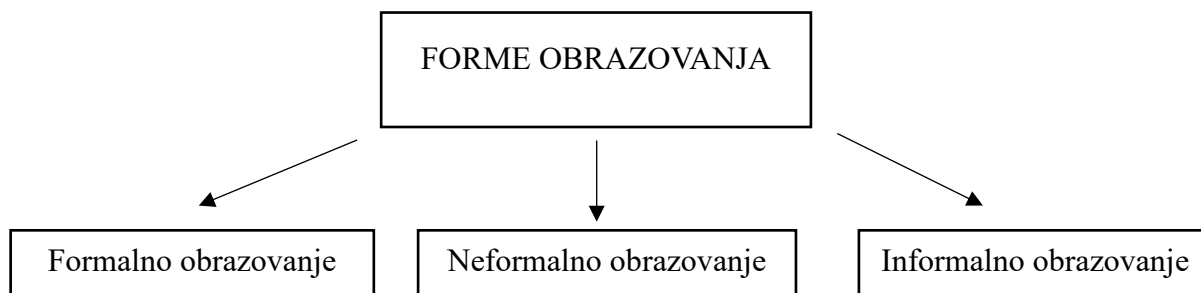 FORME OBRAZOVANJA
Formalno obrazovanje
Neformalno obrazovanje
Informalno obrazovanje